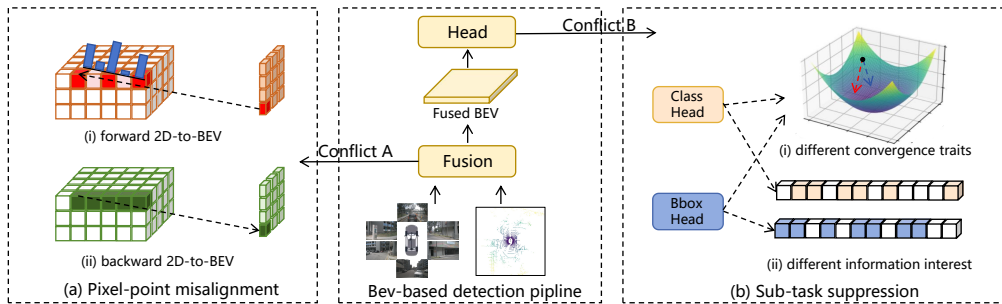 (i) forward 2D-to-BEV
(ii) backward 2D-to-BEV
(a) Pixel-point misalignment
Conflict A
Head
Fused BEV
Fusion
Bev-based detection pipline
Conflict B
Class
Head
Bbox
Head
(i) different convergence traits
(ii) different information interest
(b) Sub-task suppression